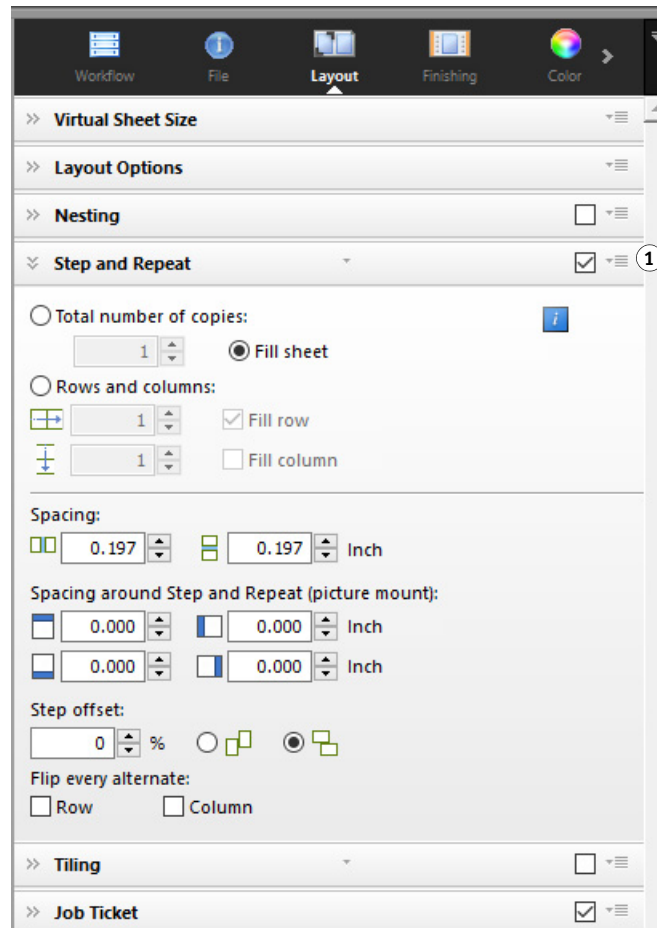 Workflow File Layout Finishing Color
Virtual Sheet Size
Layout Options
Nesting
Step and Repeat
1
Total number of copies:
1 Fill sheet
Rows and columns:
1 Fill row
1 Fill column
Spacing:
0.197 0.197 Inch
Spacing around Step and Repeat (picture mount):
0.000 0.000 Inch
0.000 0.000 Inch
Step offset:
0 %
Flip every alternate:
Row Column
Tiling
Job Ticket